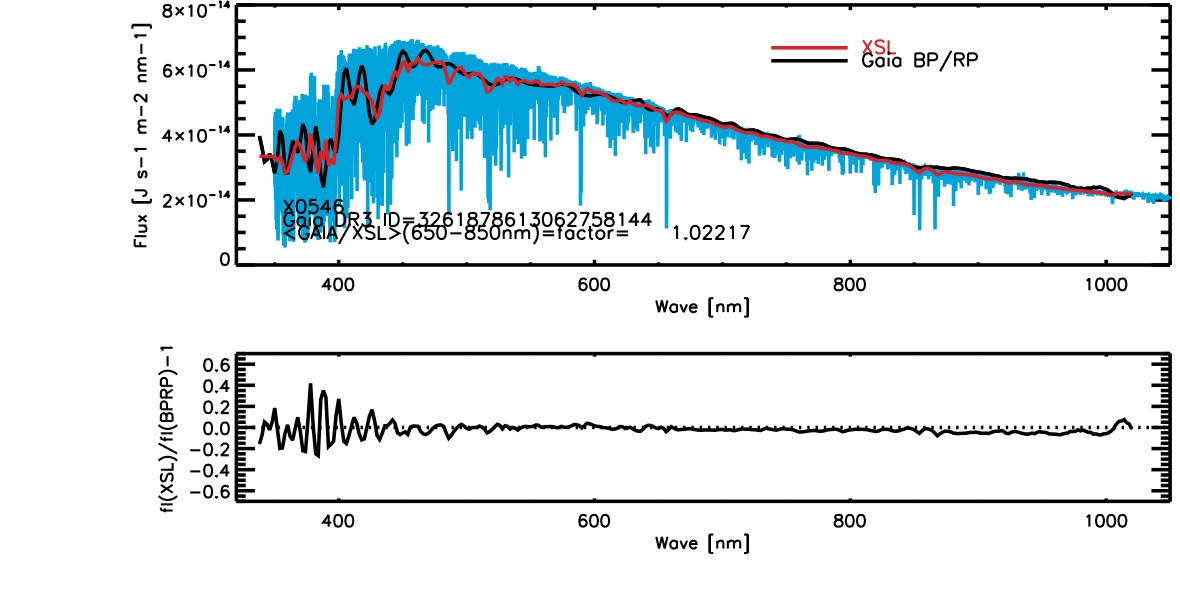 8×10−14
6×10−14
4×10−14
2×10−14
0
Flux [J s−1 m−2 nm−1]
XSL
Gaia BP/RP
X0546
Gaia DR3 ID=3261878613062758144
<GAIA/XSL>(650−850nm)=factor= 1.02217
400 600 800 1000
Wave [nm]
0.6
0.4
0.2
0.0
−0.2
−0.4
−0.6
fl(XSL)/fl(BPRP)−1
400 600 800 1000
Wave [nm]